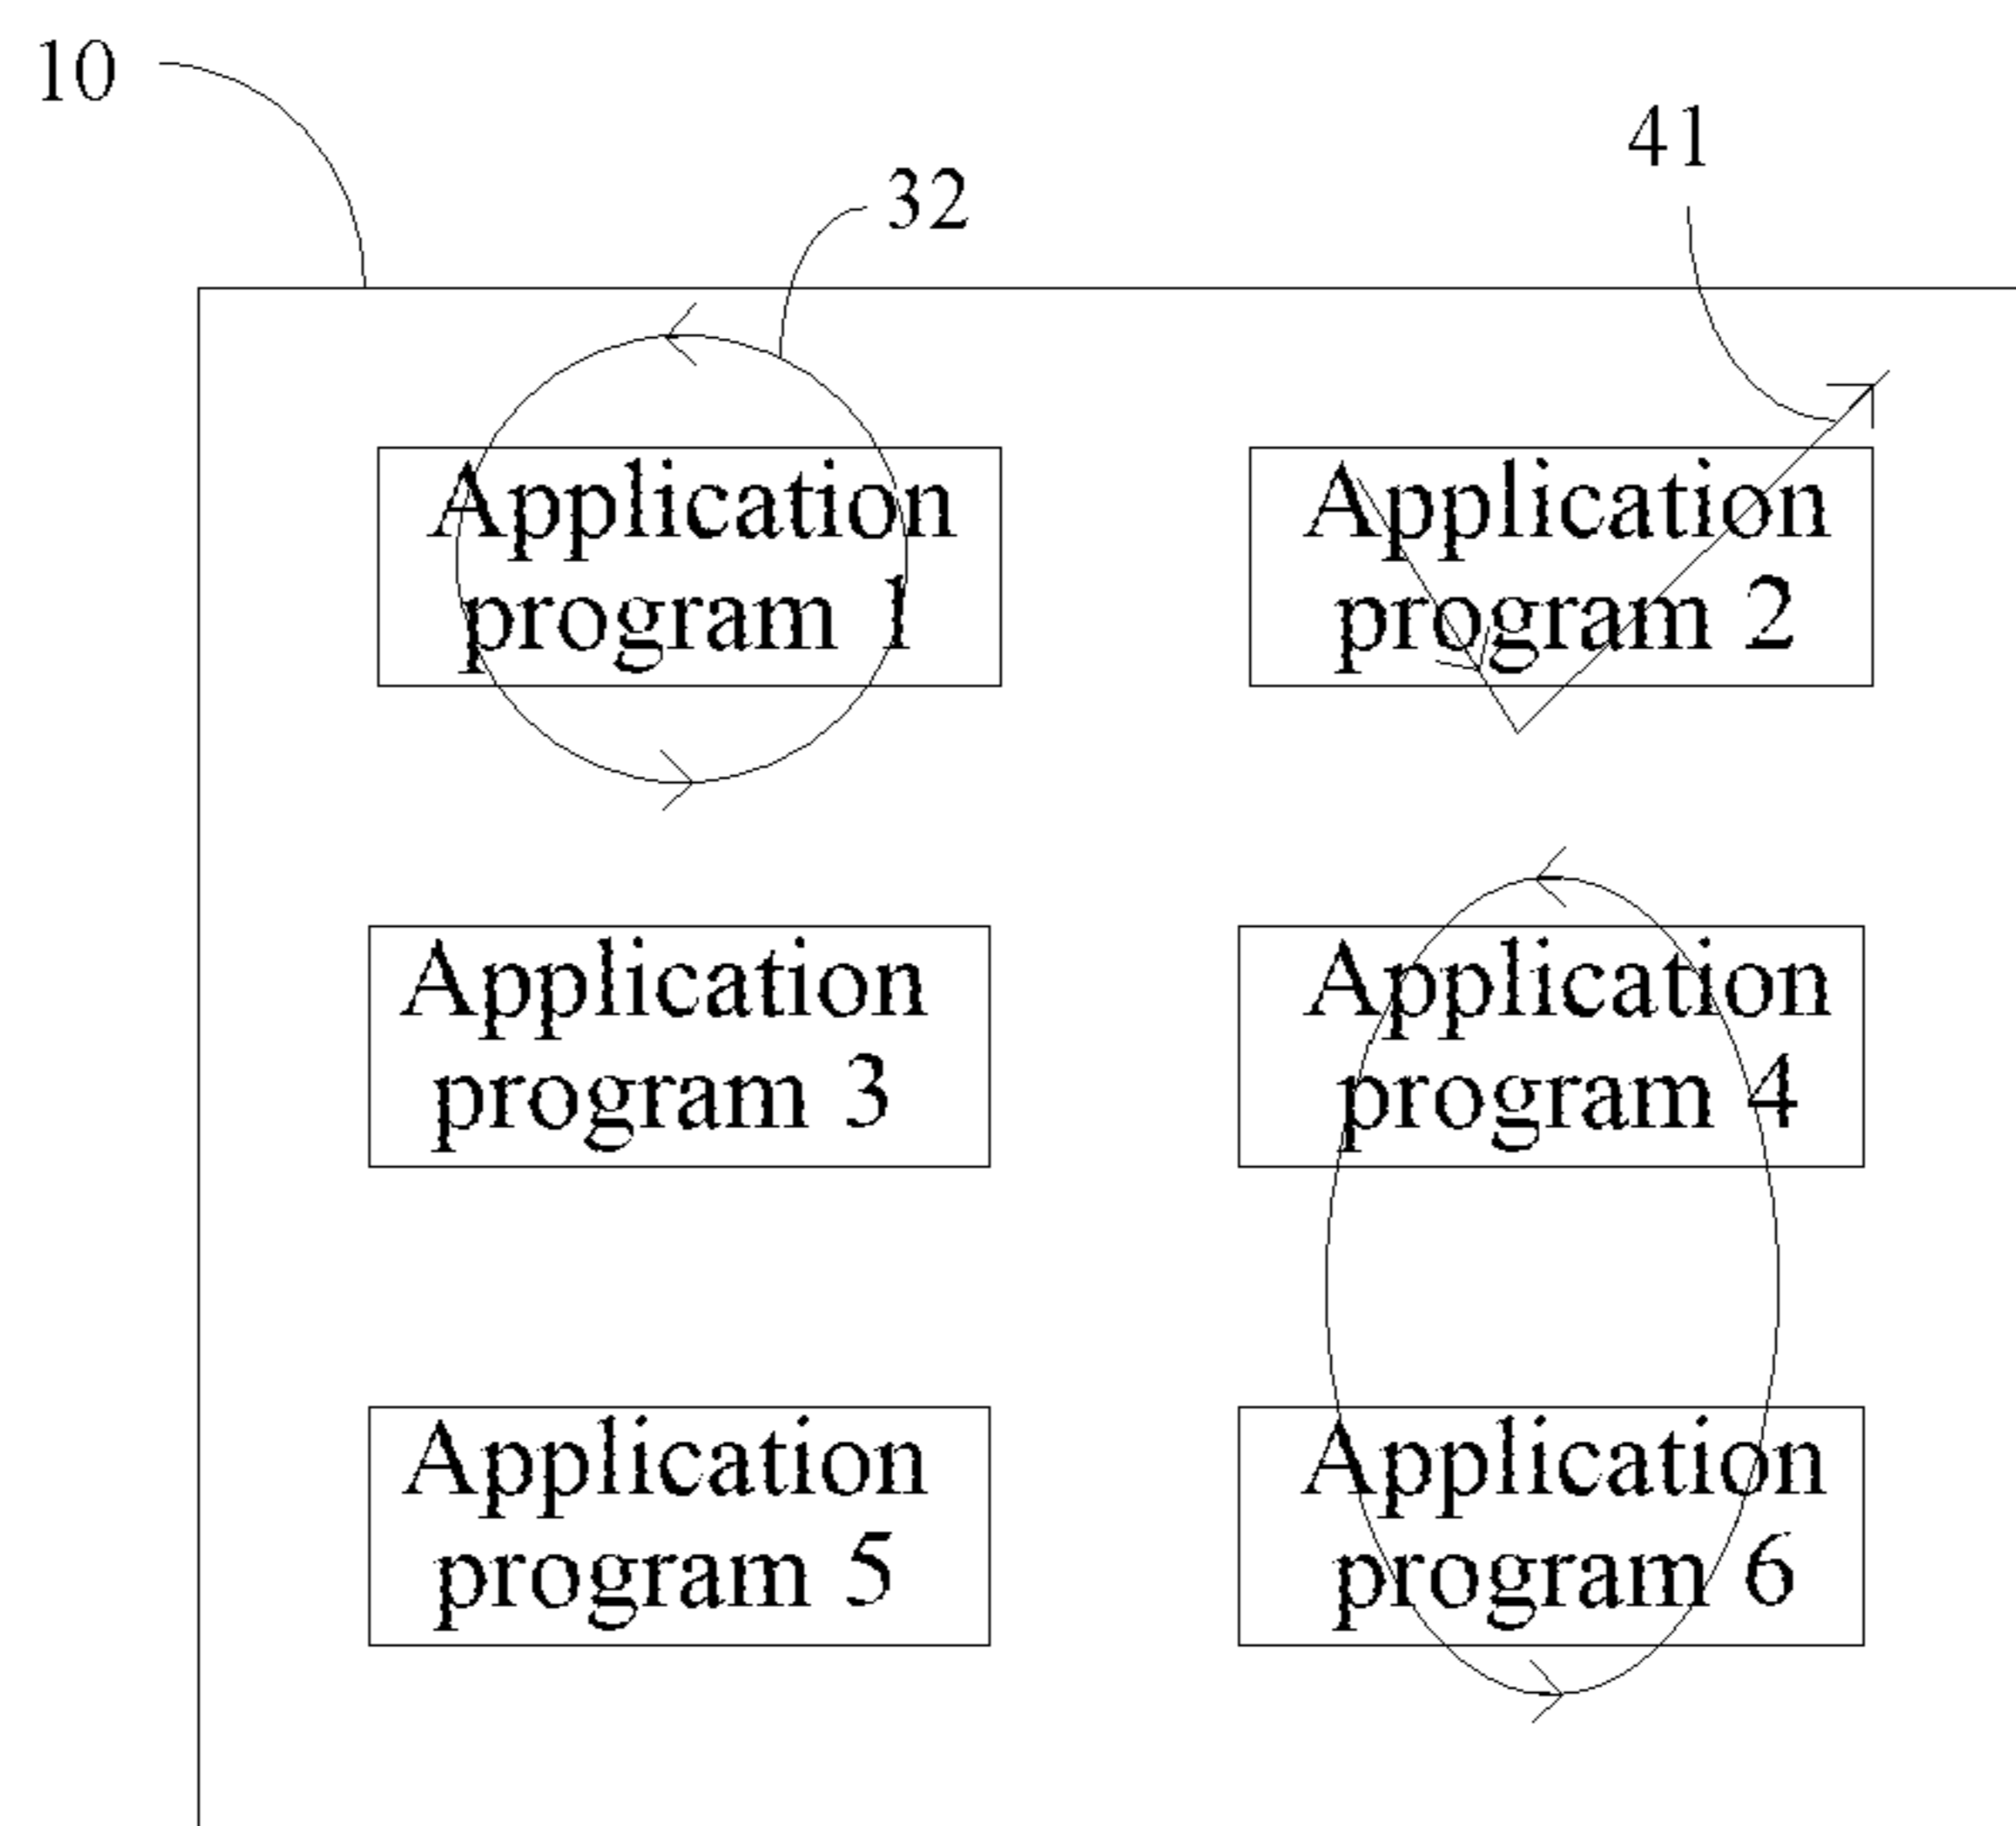 10
41
32
Application
program 1
Application
program 2
Application
program 3
Application
program 4
Application
program 5
Application
program 6